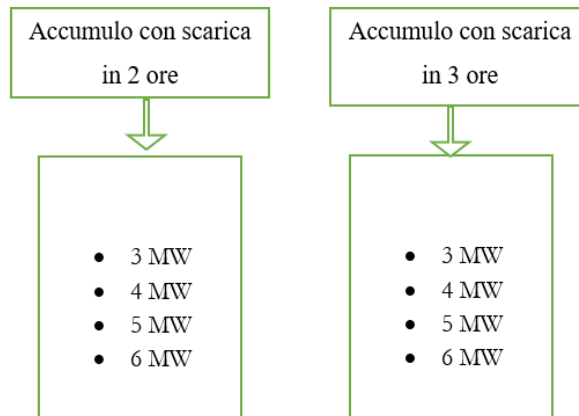 Accumulo con scarica
in 2 ore
• 3 MW
• 4 MW
• 5 MW
• 6 MW
Accumulo con scarica
in 3 ore
• 3 MW
• 4 MW
• 5 MW
• 6 MW